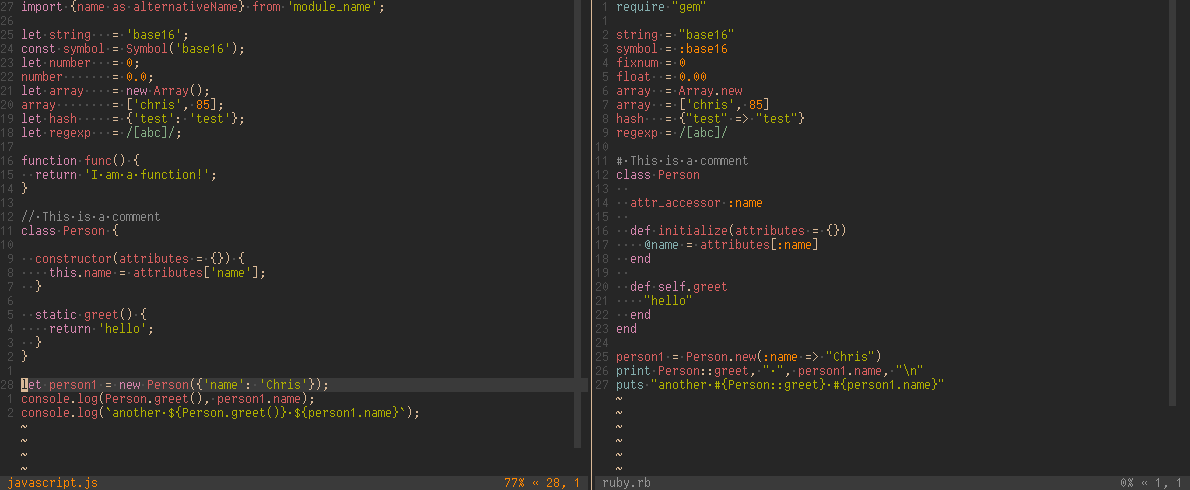 27 import {name as alternativeName} from 'module_name';
26
25 let string   = 'base16';
24 const symbol = Symbol('base16');
23 let number   = 0;
22 number       = 0.0;
21 let array    = new Array();
20 array        = ['chris', 85];
19 let hash     = {'test': 'test'};
18 let regexp   = /[abc]/;
17
16 function func() {
15   return 'I am a function!';
14 }
13
12 // This is a comment
11 class Person {
10
9   constructor(attributes = {}) {
8     this.name = attributes['name'];
7   }
6
5   static greet() {
4     return 'hello';
3   }
2 }
1
28 let person1 = new Person({'name': 'Chris'});
1 console.log(Person.greet(), person1.name);
2 console.log(`another ${Person.greet()} ${person1.name}`);
~
~
~
~
javascript.js 77% « 28, 1
1 require "gem"
1
2 string = "base16"
3 symbol = :base16
4 fixnum = 0
5 float  = 0.00
6 array  = Array.new
7 array  = ['chris', 85]
8 hash   = {"test" => "test"}
9 regexp = /[abc]/
10
11 # This is a comment
12 class Person
13
14   attr_accessor :name
15
16   def initialize(attributes = {})
17     @name = attributes[:name]
18   end
19
20   def self.greet
21     "hello"
22   end
23 end
24
25 person1 = Person.new(:name => "Chris")
26 print Person::greet, " ", person1.name, "\n"
27 puts "another #{Person::greet} #{person1.name}"
~
~
~
~
~
~
ruby.rb 0% « 1, 1